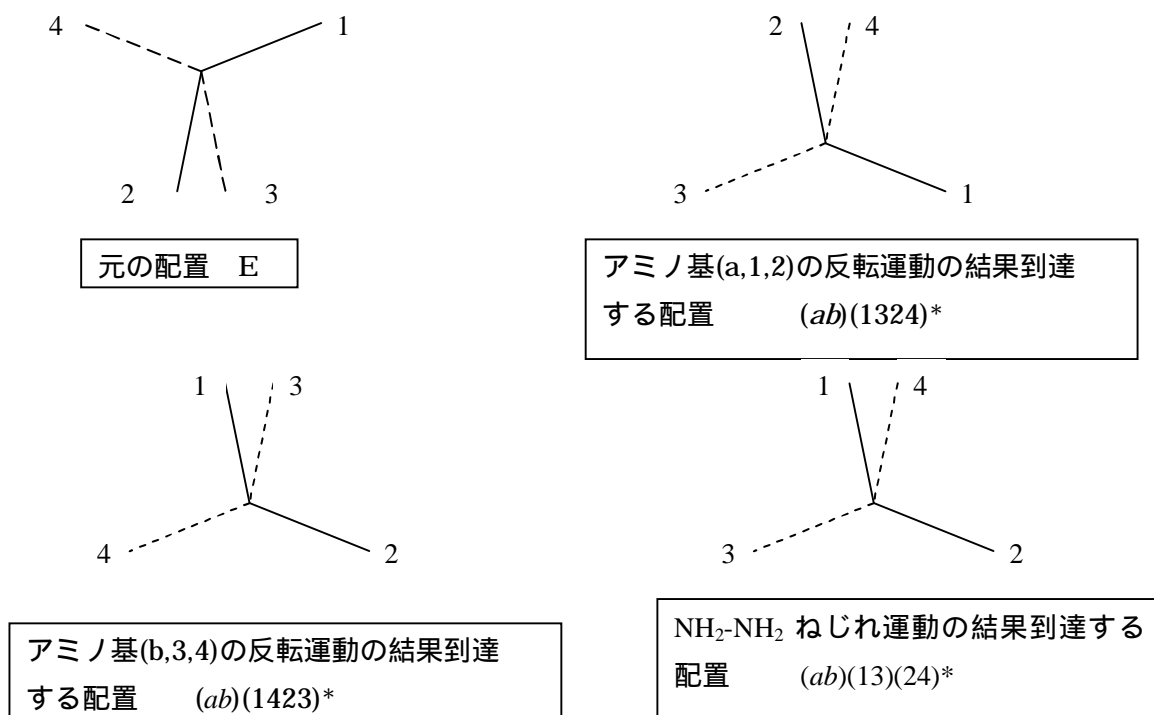 4
1
2
3
元の配置 E
2
4
3
1
アミノ基(a,1,2)の反転運動の結果到達
する配置 (ab)(1324)*
1
3
4
2
アミノ基(b,3,4)の反転運動の結果到達
する配置 (ab)(1423)*
1
4
3
2
NH₂-NH₂ ねじれ運動の結果到達する
配置 (ab)(13)(24)*